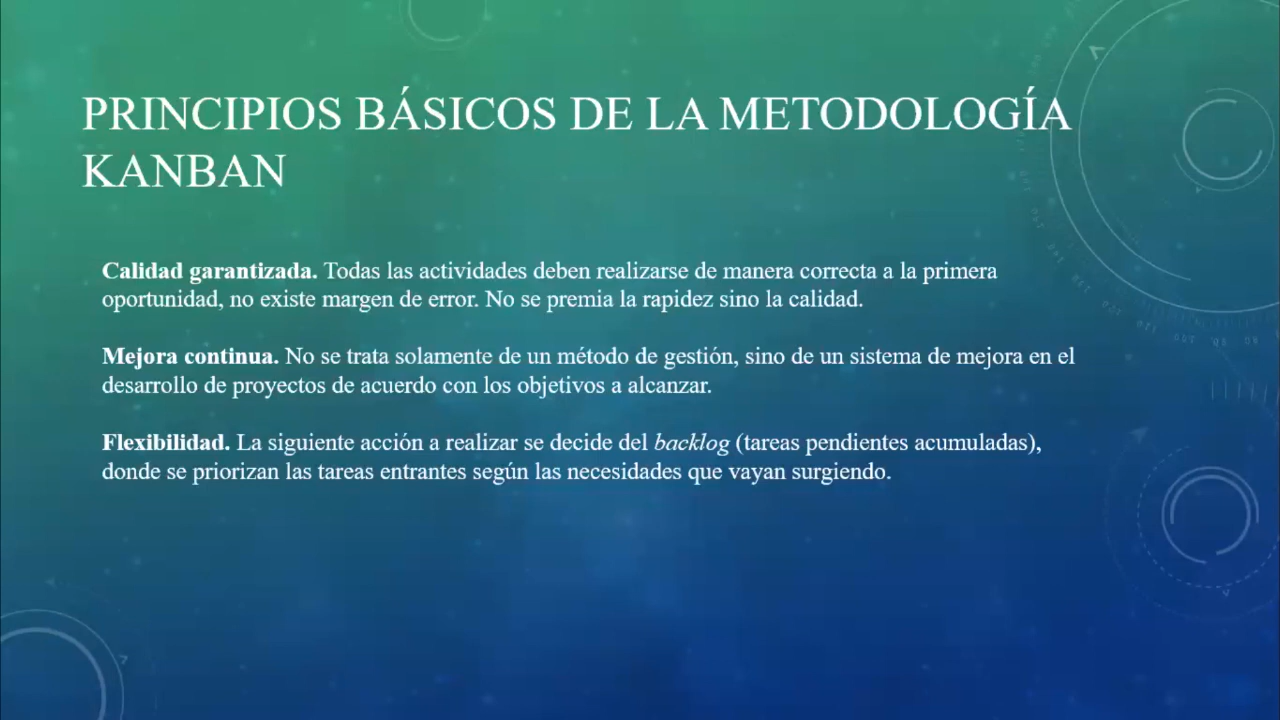 PRINCIPIOS BÁSICOS DE LA METODOLOGÍA
KANBAN
Calidad garantizada. Todas las actividades deben realizarse de manera correcta a la primera
oportunidad, no existe margen de error. No se premia la rapidez sino la calidad.
Mejora continua. No se trata solamente de un método de gestión, sino de un sistema de mejora en el
desarrollo de proyectos de acuerdo con los objetivos a alcanzar.
Flexibilidad. La siguiente acción a realizar se decide del backlog (tareas pendientes acumuladas),
donde se priorizan las tareas entrantes según las necesidades que vayan surgiendo.